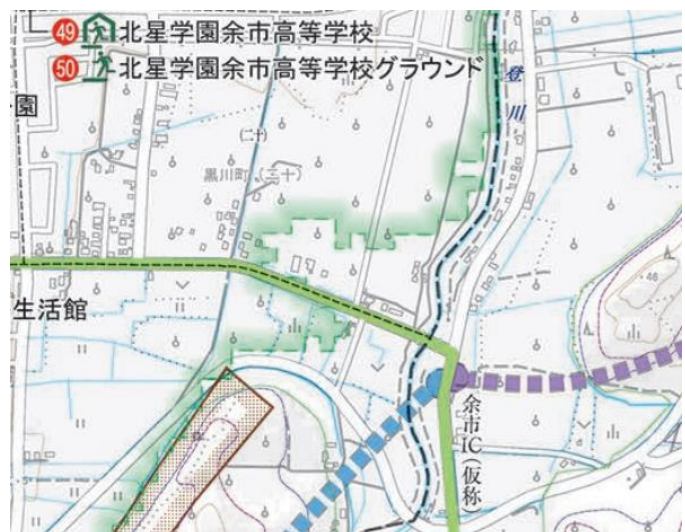 49 北星学園余市高等学校
50 北星学園余市高等学校グラウンド
園
登川
(二十)
黒川町(三十)
生活館
46
余市IC(仮称)